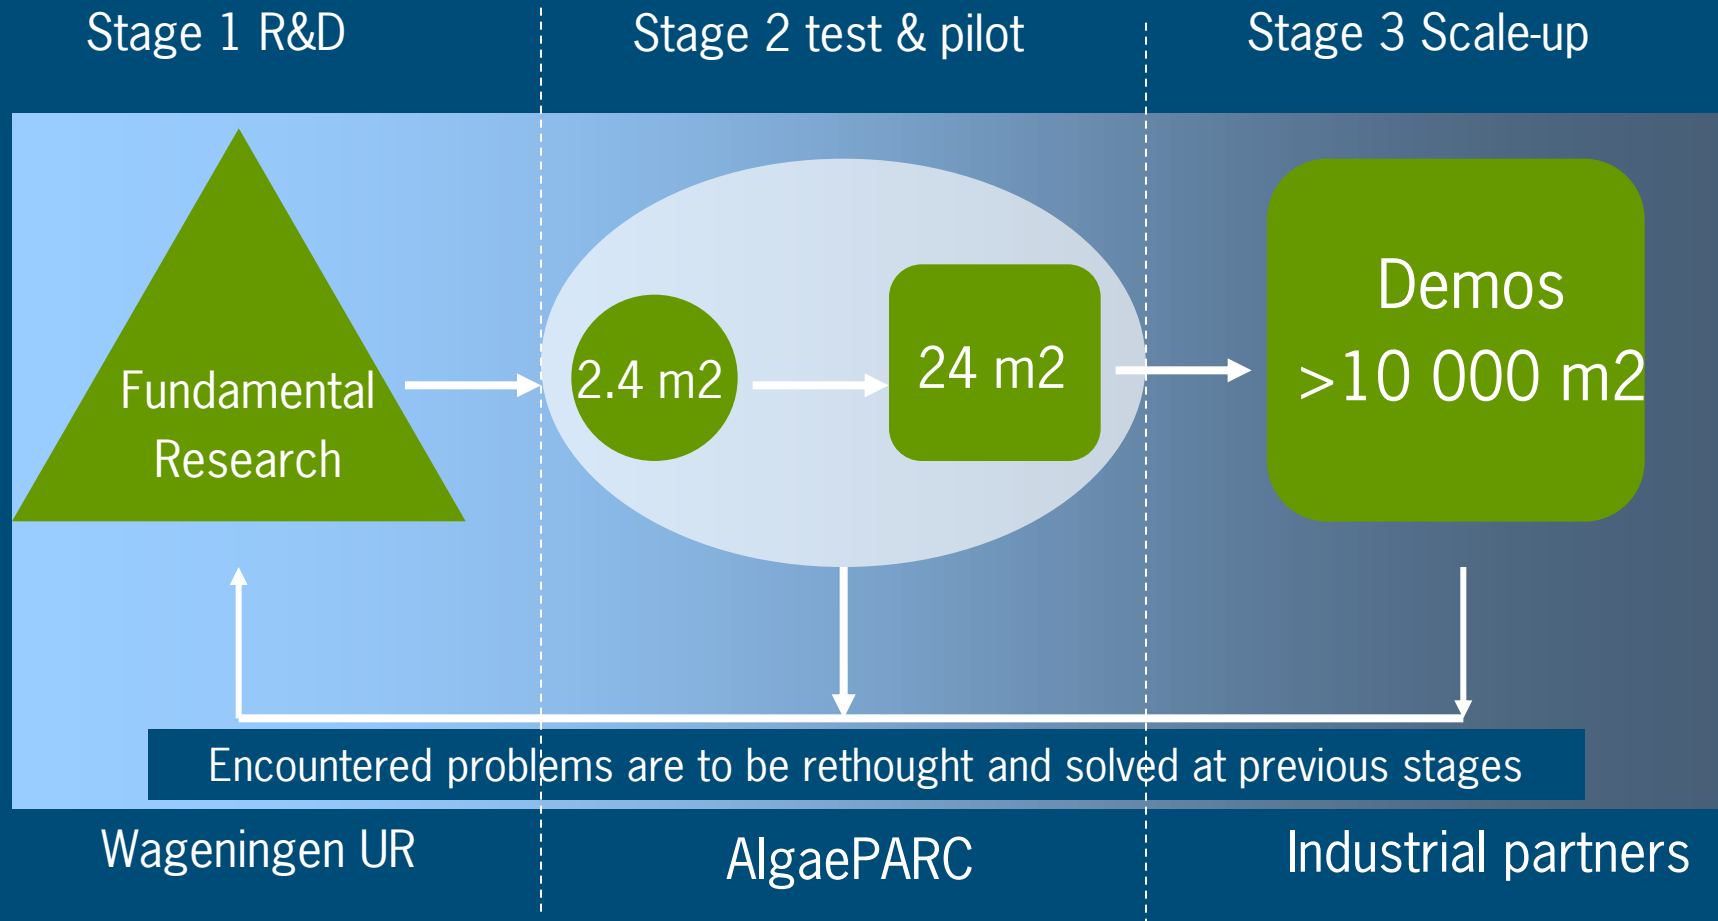 Stage 1 R&D
Stage 2 test & pilot
Stage 3 Scale-up
Fundamental
Research
2.4 m2
24 m2
Demos
>10 000 m2
Encountered problems are to be rethought and solved at previous stages
Wageningen UR
AlgaePARC
Industrial partners